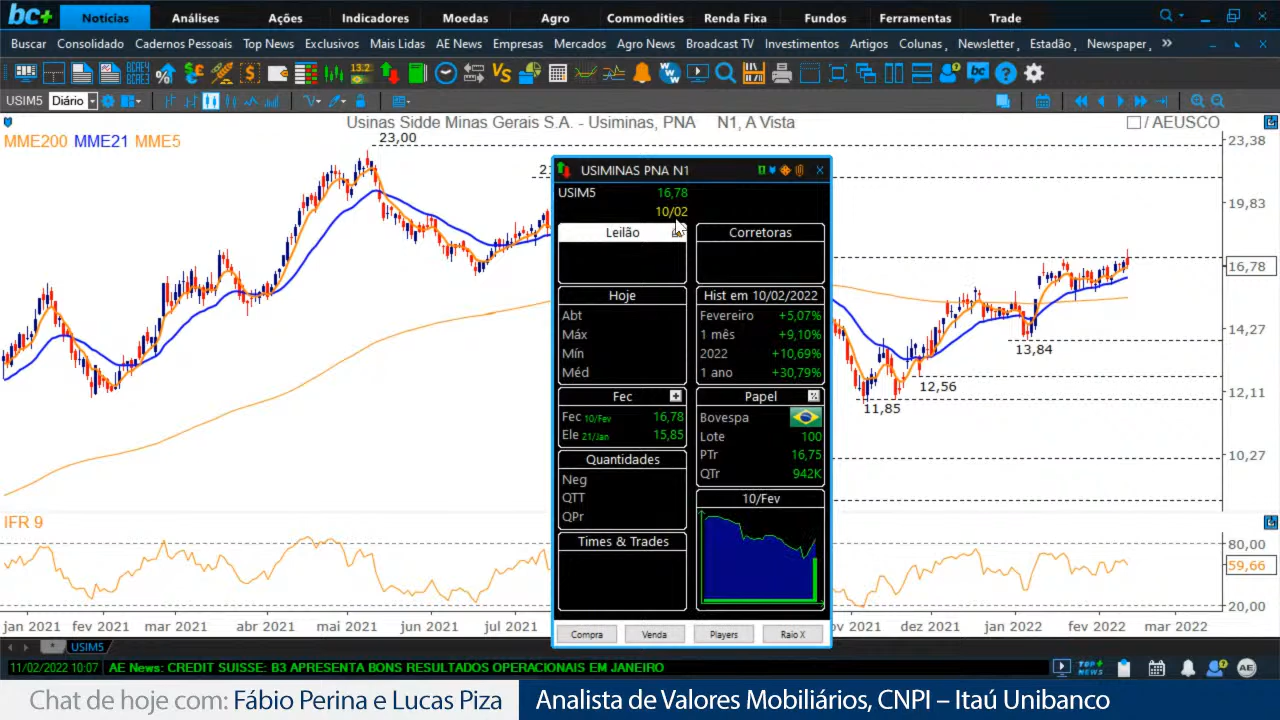 bc+ Notícias Análises Ações Indicadores Moedas Agro Commodities Renda Fixa Fundos Ferramentas Trade
Buscar Consolidado Cadernos Pessoais Top News Exclusivos Mais Lidas AE News Empresas Mercados Agro News Broadcast TV Investimentos Artigos Colunas Newsletter Estadão Newspaper
USIM5 Diário
Usinas Sidde Minas Gerais S.A. - Usiminas, PNA N1, A Vista / AEUSCO
MME200 MME21 MME5
23,00
23,38
19,83
16,78
14,27
12,11
10,27
13,84
12,56
11,85
USIMINAS PNA N1
USIM5 16,78
10/02
Leilão
Corretoras
Hoje
Abt
Máx
Mín
Méd
Hist em 10/02/2022
Fevereiro +5,07%
1 mês +9,10%
2022 +10,69%
1 ano +30,79%
Fec
Fec 10/Fev 16,78
Ele 21/Jan 15,85
Papel
Bovespa
Lote 100
PTr 16,75
QTr 942K
Quantidades
Neg
QTT
QPr
10/Fev
Times & Trades
Compra Venda Players Raio X
IFR 9
80,00
59,66
20,00
jan 2021 fev 2021 mar 2021 abr 2021 mai 2021 jun 2021 jul 2021 nov 2021 dez 2021 jan 2022 fev 2022 mar 2022
USIM5
11/02/2022 10:07 AE News: CREDIT SUISSE: B3 APRESENTA BONS RESULTADOS OPERACIONAIS EM JANEIRO
TOP+ NEWS AE
Chat de hoje com: Fábio Perina e Lucas Piza
Analista de Valores Mobiliários, CNPI – Itaú Unibanco